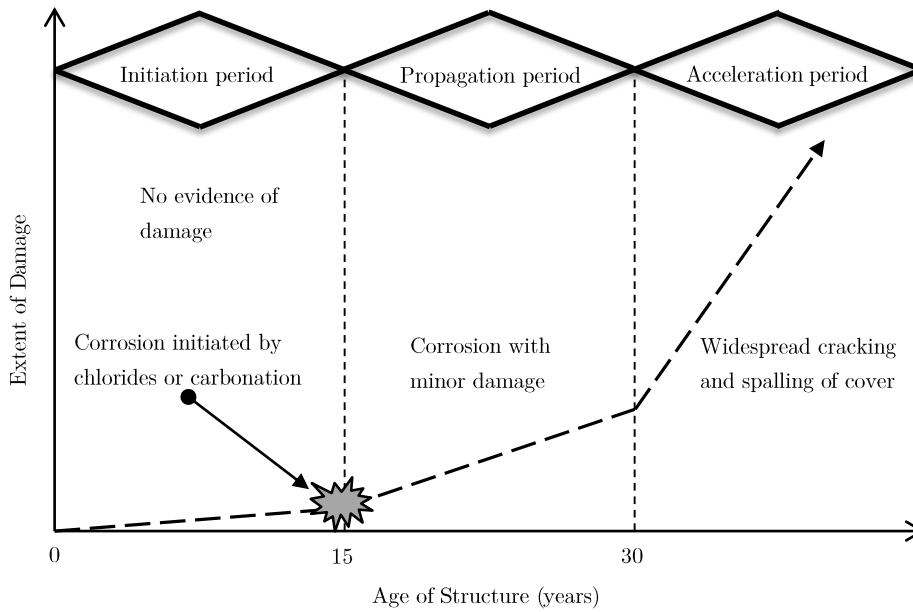 Initiation period
Propagation period
Acceleration period
No evidence of
damage
Extent of Damage
Corrosion initiated by
chlorides or carbonation
Corrosion with
minor damage
Widespread cracking
and spalling of cover
0
15
30
Age of Structure (years)